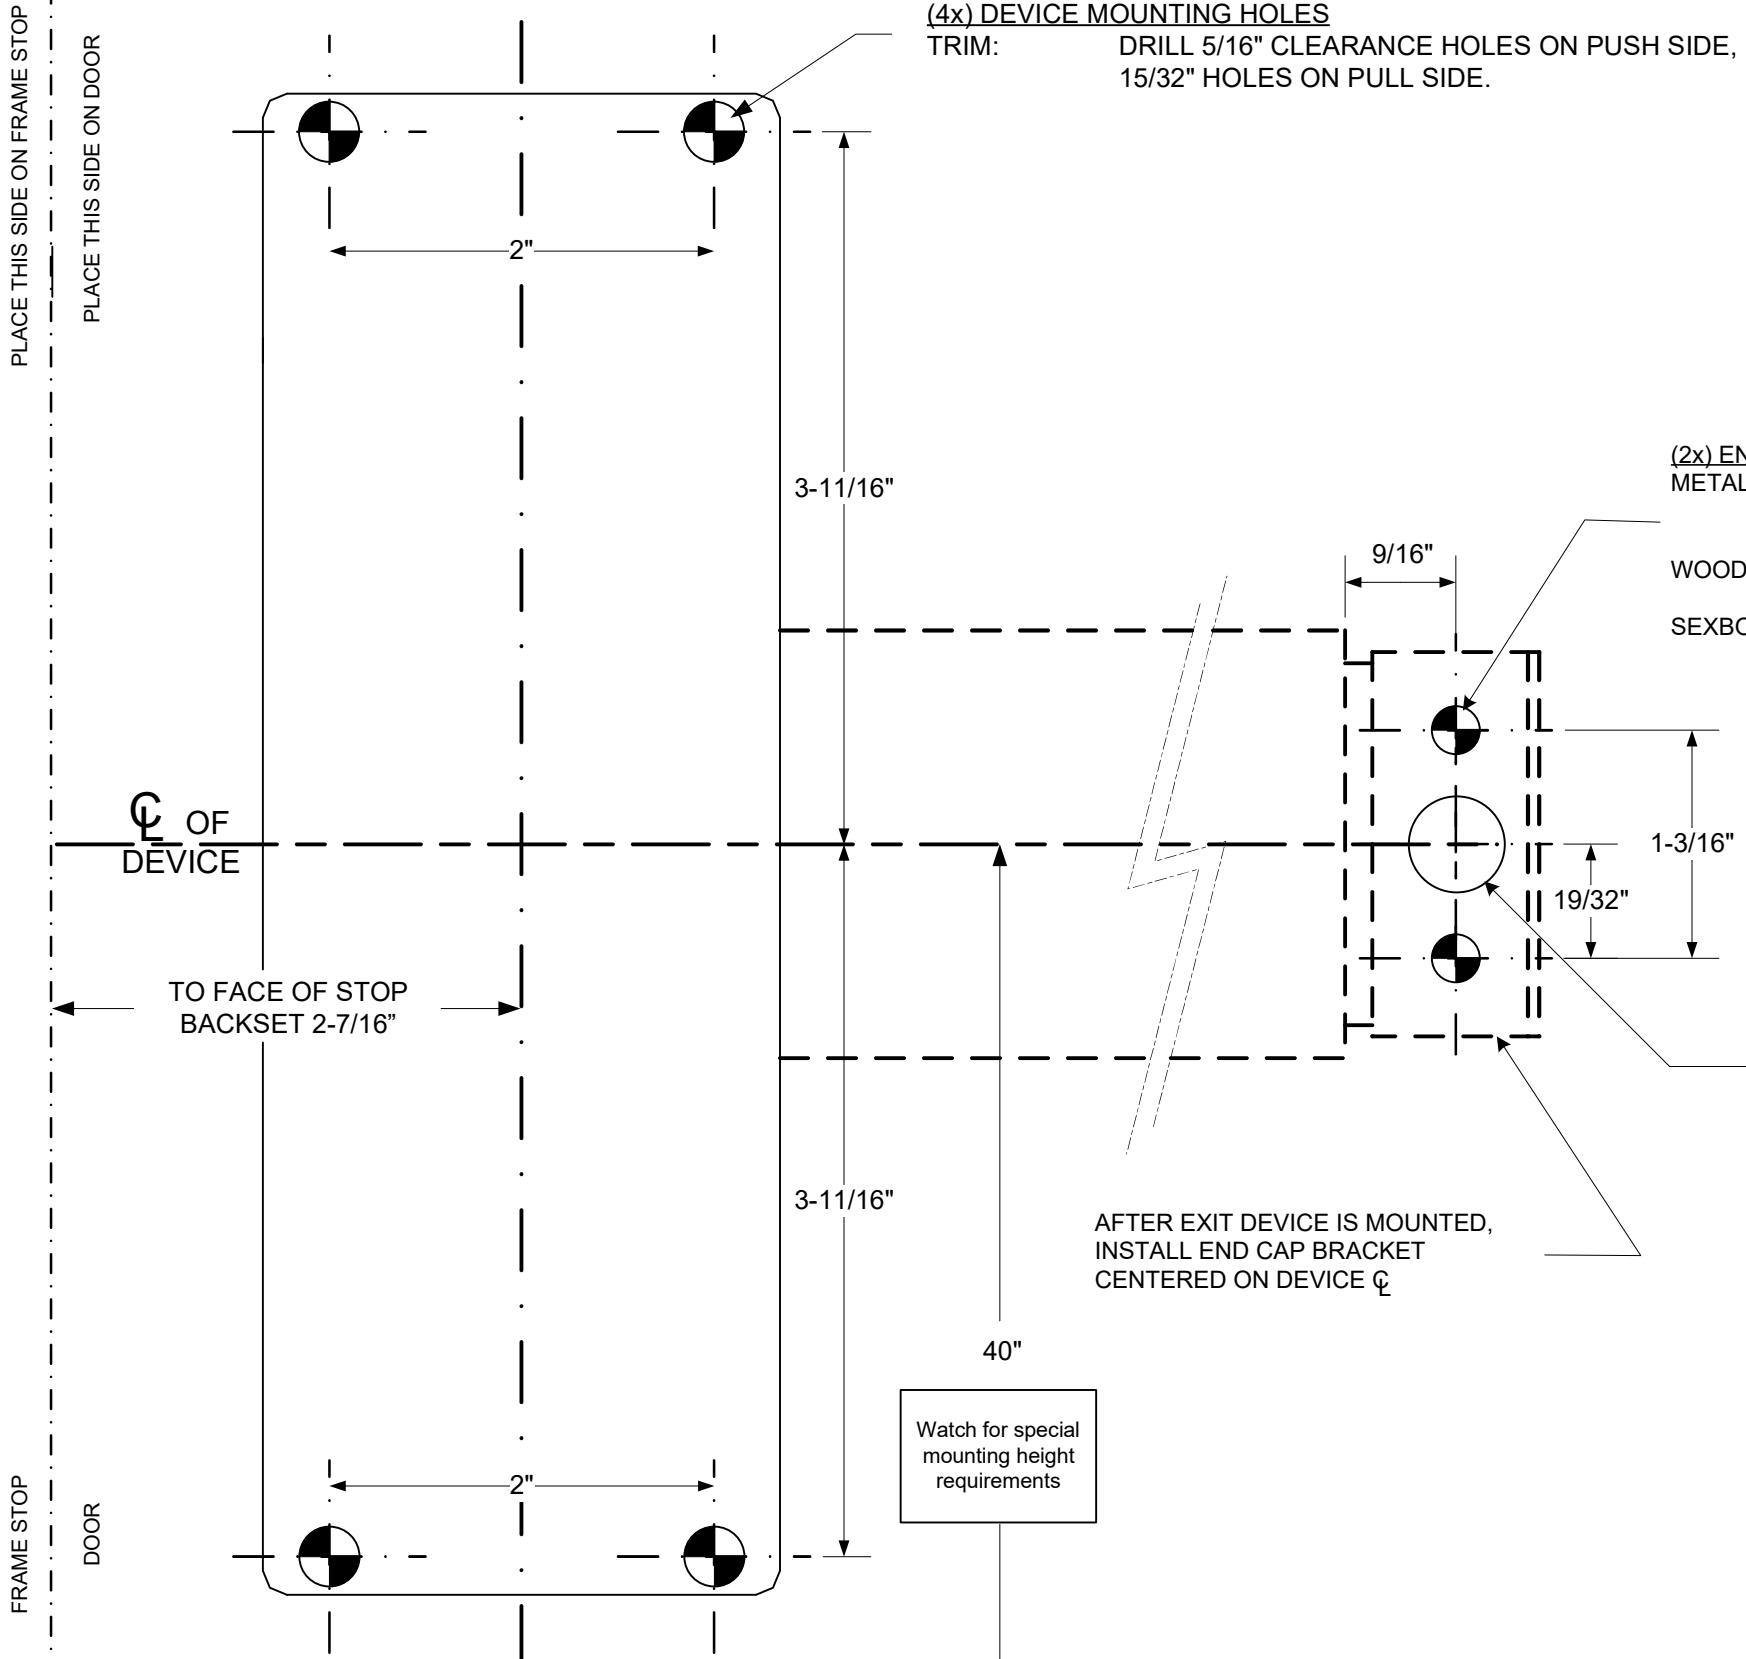 PLACE THIS SIDE ON FRAME STOP
PLACE THIS SIDE ON DOOR
(4x) DEVICE MOUNTING HOLES
TRIM: DRILL 5/16" CLEARANCE HOLES ON PUSH SIDE,
15/32" HOLES ON PULL SIDE.
2"
3-11/16"
(2x) EN
METAL
9/16"
WOOD
SEXBO
℄ OF
DEVICE
1-3/16"
19/32"
TO FACE OF STOP
BACKSET 2-7/16”
3-11/16"
AFTER EXIT DEVICE IS MOUNTED,
INSTALL END CAP BRACKET
CENTERED ON DEVICE ℄
40"
Watch for special
mounting height
requirements
2"
FRAME STOP
DOOR